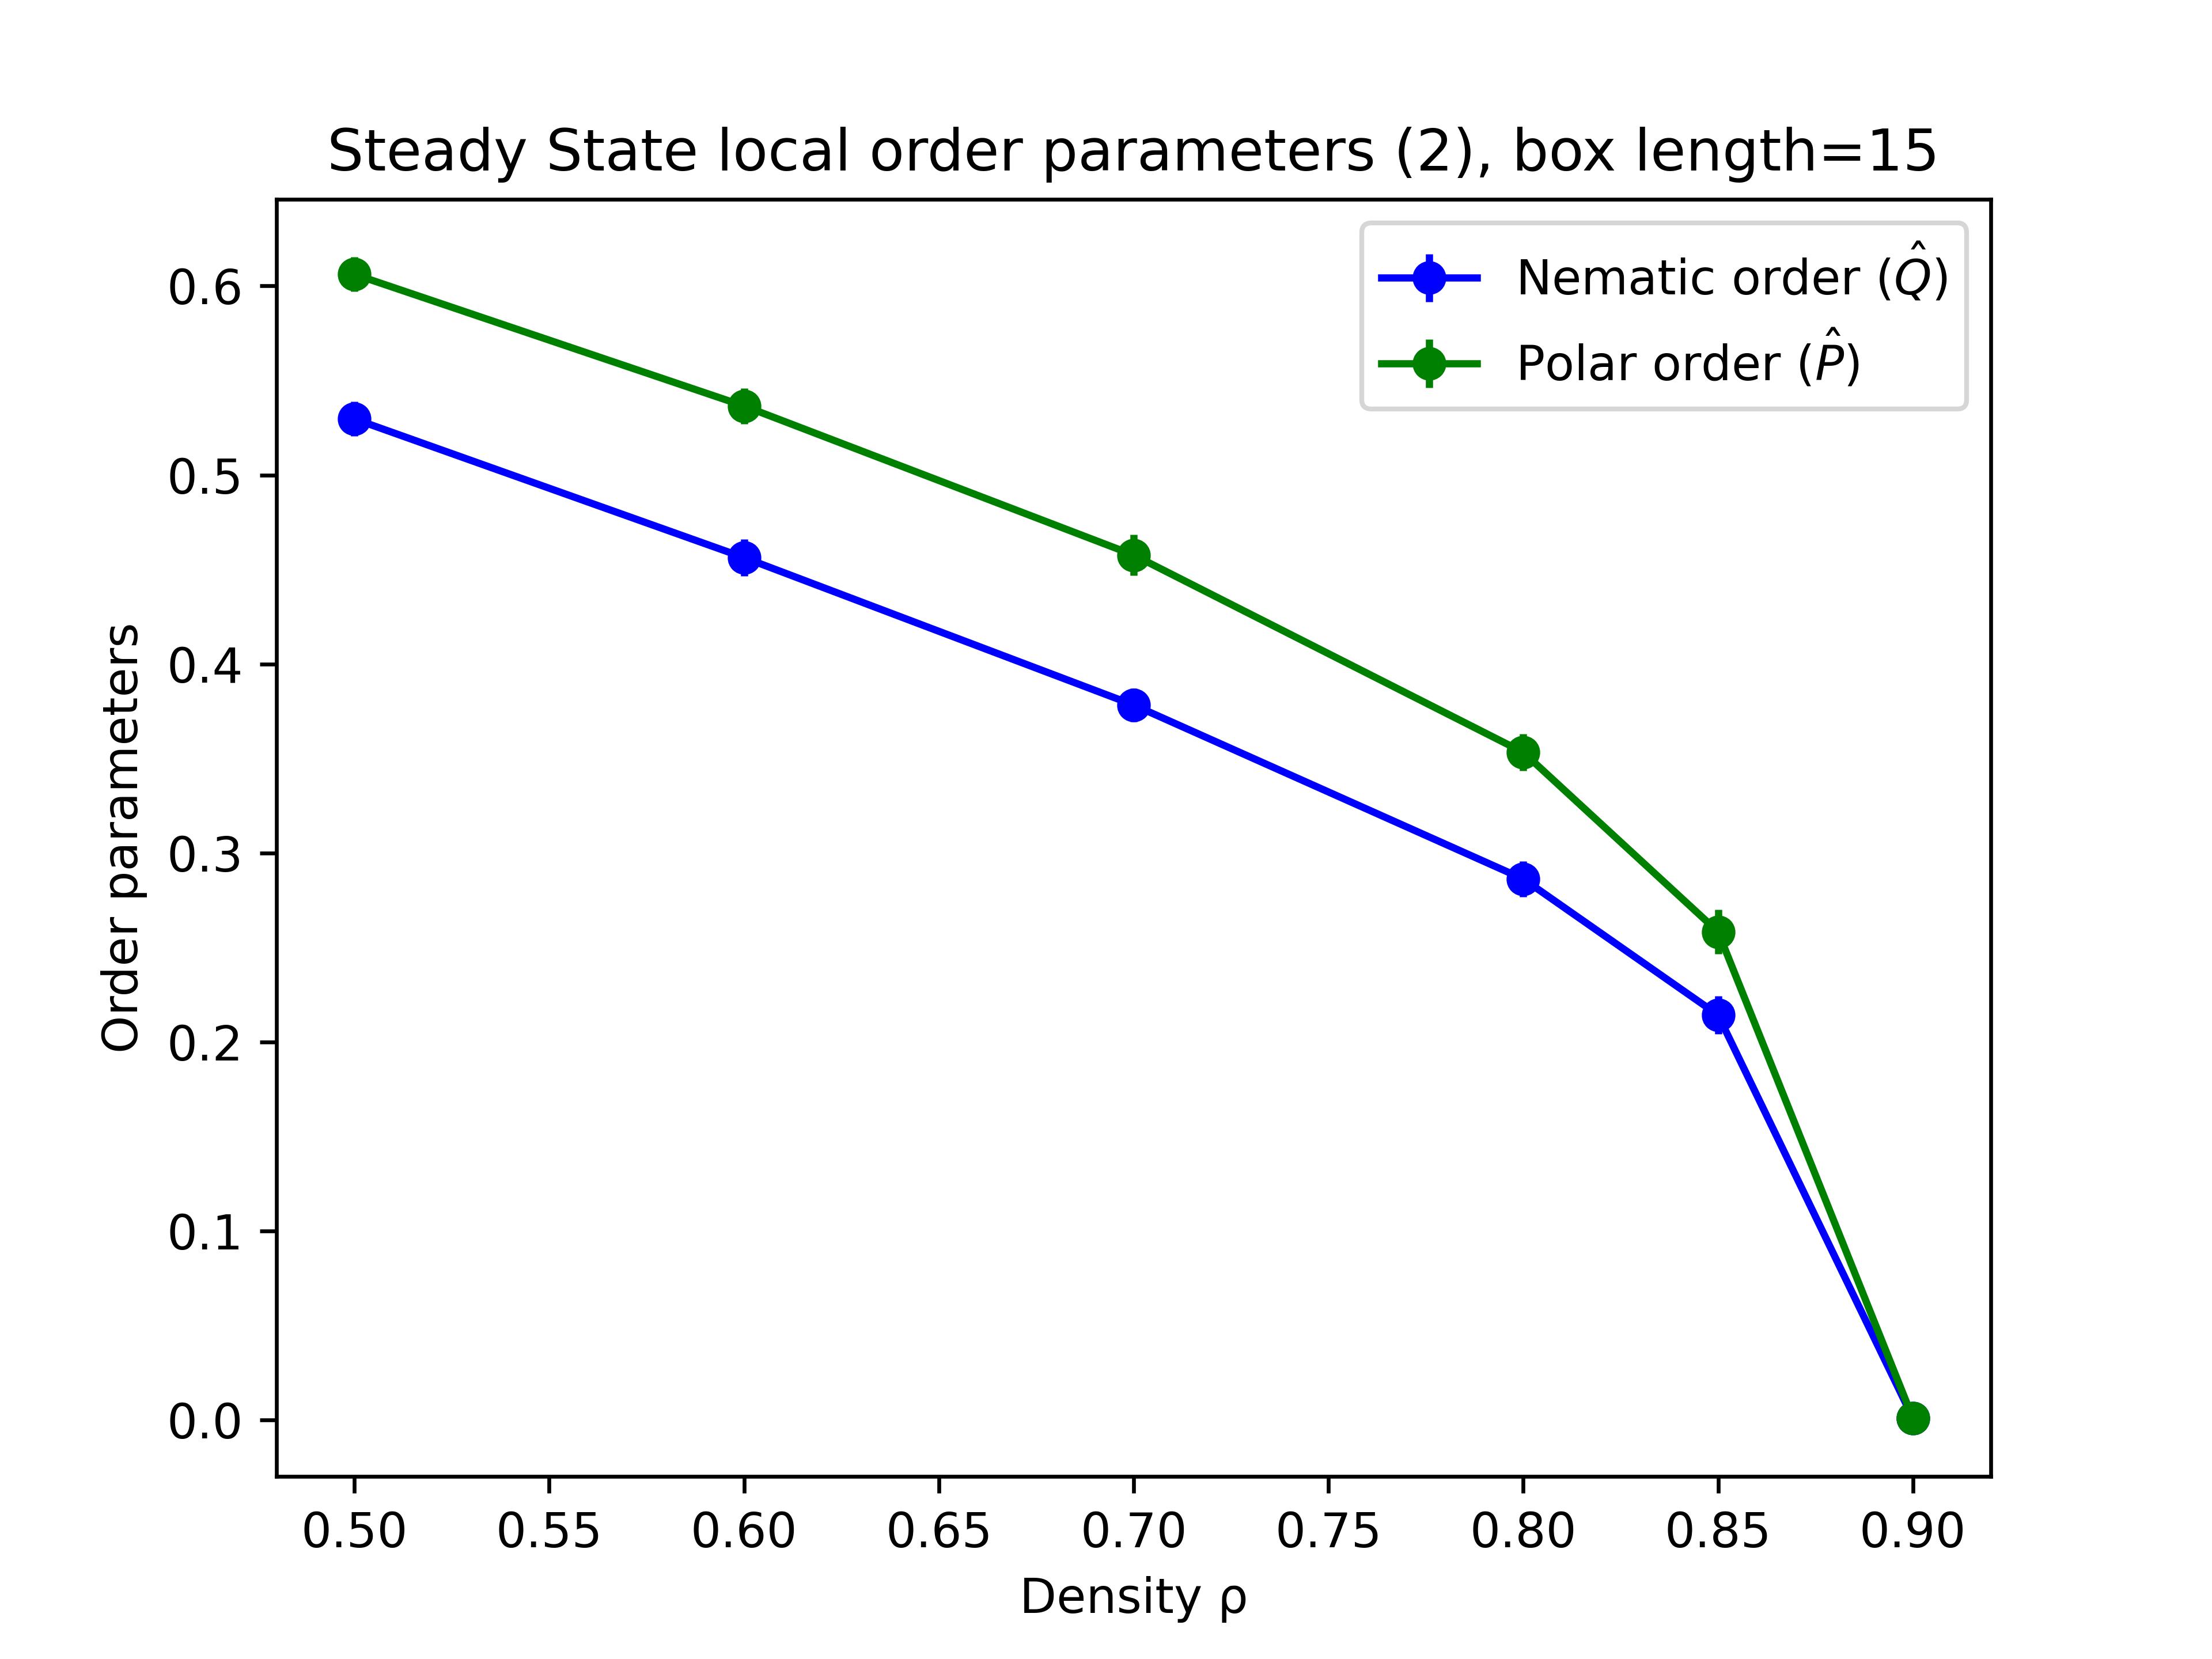 Steady State local order parameters (2), box length=15
Nematic order (Q̂)
Polar order (P̂)
Order parameters
0.6
0.5
0.4
0.3
0.2
0.1
0.0
0.50 0.55 0.60 0.65 0.70 0.75 0.80 0.85 0.90
Density ρ